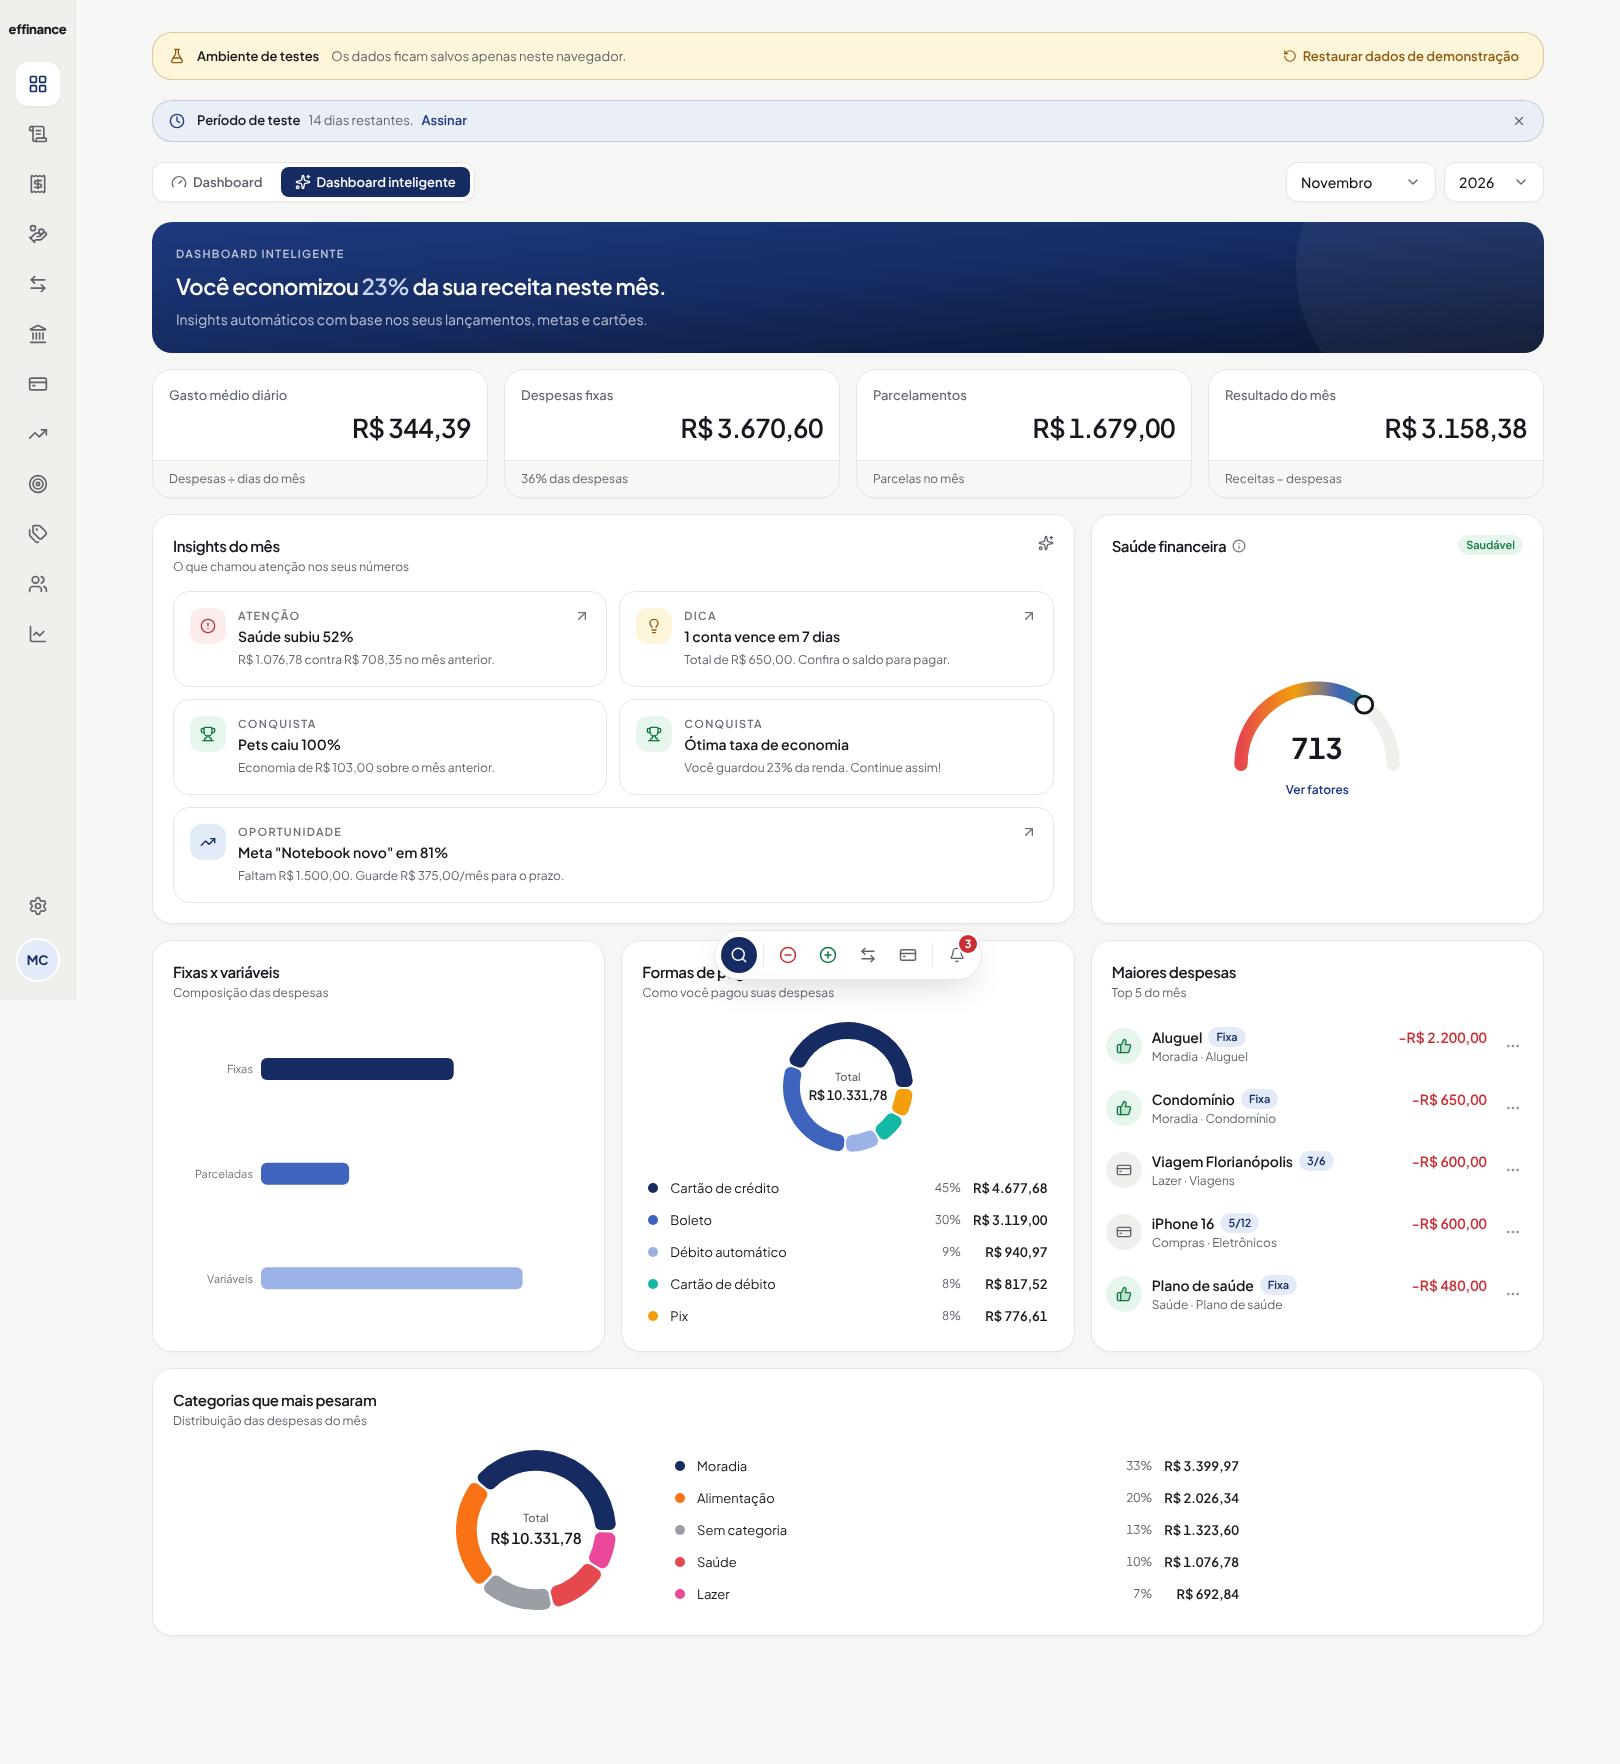 effinance
Ambiente de testes Os dados ficam salvos apenas neste navegador.
Restaurar dados de demonstração
Período de teste 14 dias restantes. Assinar
Dashboard
Dashboard inteligente
Novembro
2026
DASHBOARD INTELIGENTE
Você economizou 23% da sua receita neste mês.
Insights automáticos com base nos seus lançamentos, metas e cartões.
Gasto médio diário
R$ 344,39
Despesas ÷ dias do mês
Despesas fixas
R$ 3.670,60
36% das despesas
Parcelamentos
R$ 1.679,00
Parcelas no mês
Resultado do mês
R$ 3.158,38
Receitas – despesas
Insights do mês
O que chamou atenção nos seus números
ATENÇÃO
Saúde subiu 52%
R$ 1.076,78 contra R$ 708,35 no mês anterior.
DICA
1 conta vence em 7 dias
Total de R$ 650,00. Confira o saldo para pagar.
CONQUISTA
Pets caiu 100%
Economia de R$ 103,00 sobre o mês anterior.
CONQUISTA
Ótima taxa de economia
Você guardou 23% da renda. Continue assim!
OPORTUNIDADE
Meta "Notebook novo" em 81%
Faltam R$ 1.500,00. Guarde R$ 375,00/mês para o prazo.
Saúde financeira
Saudável
713
Ver fatores
MC
3
Fixas x variáveis
Composição das despesas
Fixas
Parceladas
Variáveis
Formas de
Como você pagou suas despesas
Total
R$ 10.331,78
Cartão de crédito 45% R$ 4.677,68
Boleto 30% R$ 3.119,00
Débito automático 9% R$ 940,97
Cartão de débito 8% R$ 817,52
Pix 8% R$ 776,61
Maiores despesas
Top 5 do mês
Aluguel Fixa -R$ 2.200,00
Moradia · Aluguel
Condomínio Fixa -R$ 650,00
Moradia · Condomínio
Viagem Florianópolis 3/6 -R$ 600,00
Lazer · Viagens
iPhone 16 5/12 -R$ 600,00
Compras · Eletrônicos
Plano de saúde Fixa -R$ 480,00
Saúde · Plano de saúde
Categorias que mais pesaram
Distribuição das despesas do mês
Total
R$ 10.331,78
Moradia 33% R$ 3.399,97
Alimentação 20% R$ 2.026,34
Sem categoria 13% R$ 1.323,60
Saúde 10% R$ 1.076,78
Lazer 7% R$ 692,84